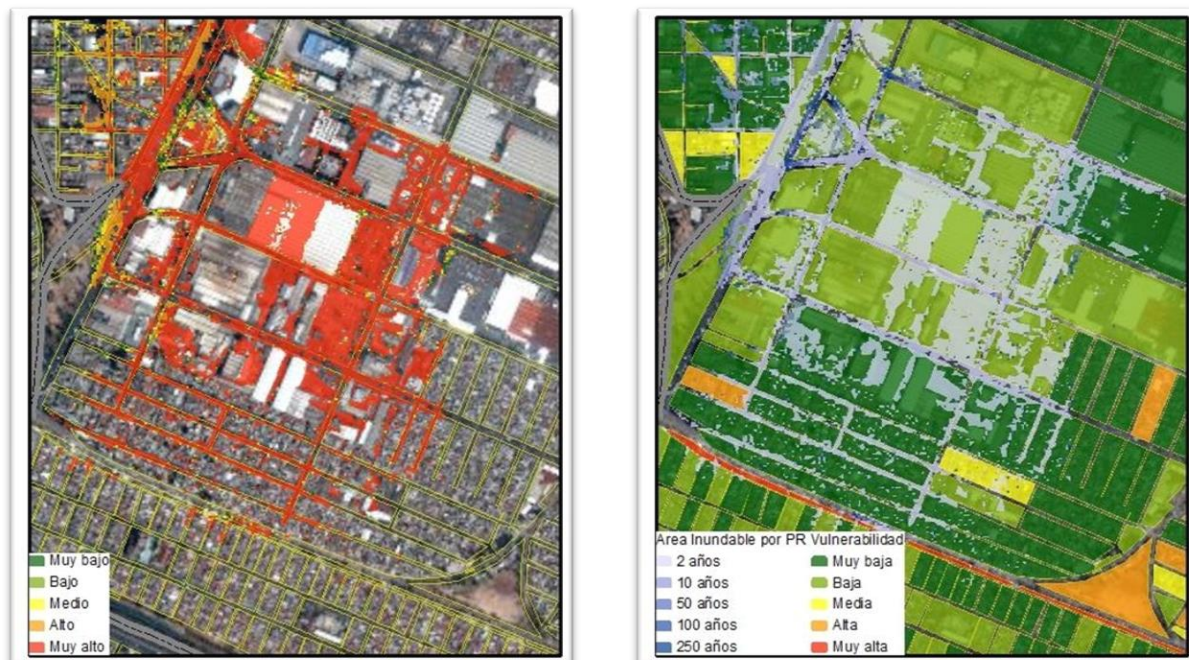 Muy bajo
Bajo
Medio
Alto
Muy alto
Area Inundable por PR Vulnerabilidad
2 años Muy baja
10 años Baja
50 años Media
100 años Alta
250 años Muy alta